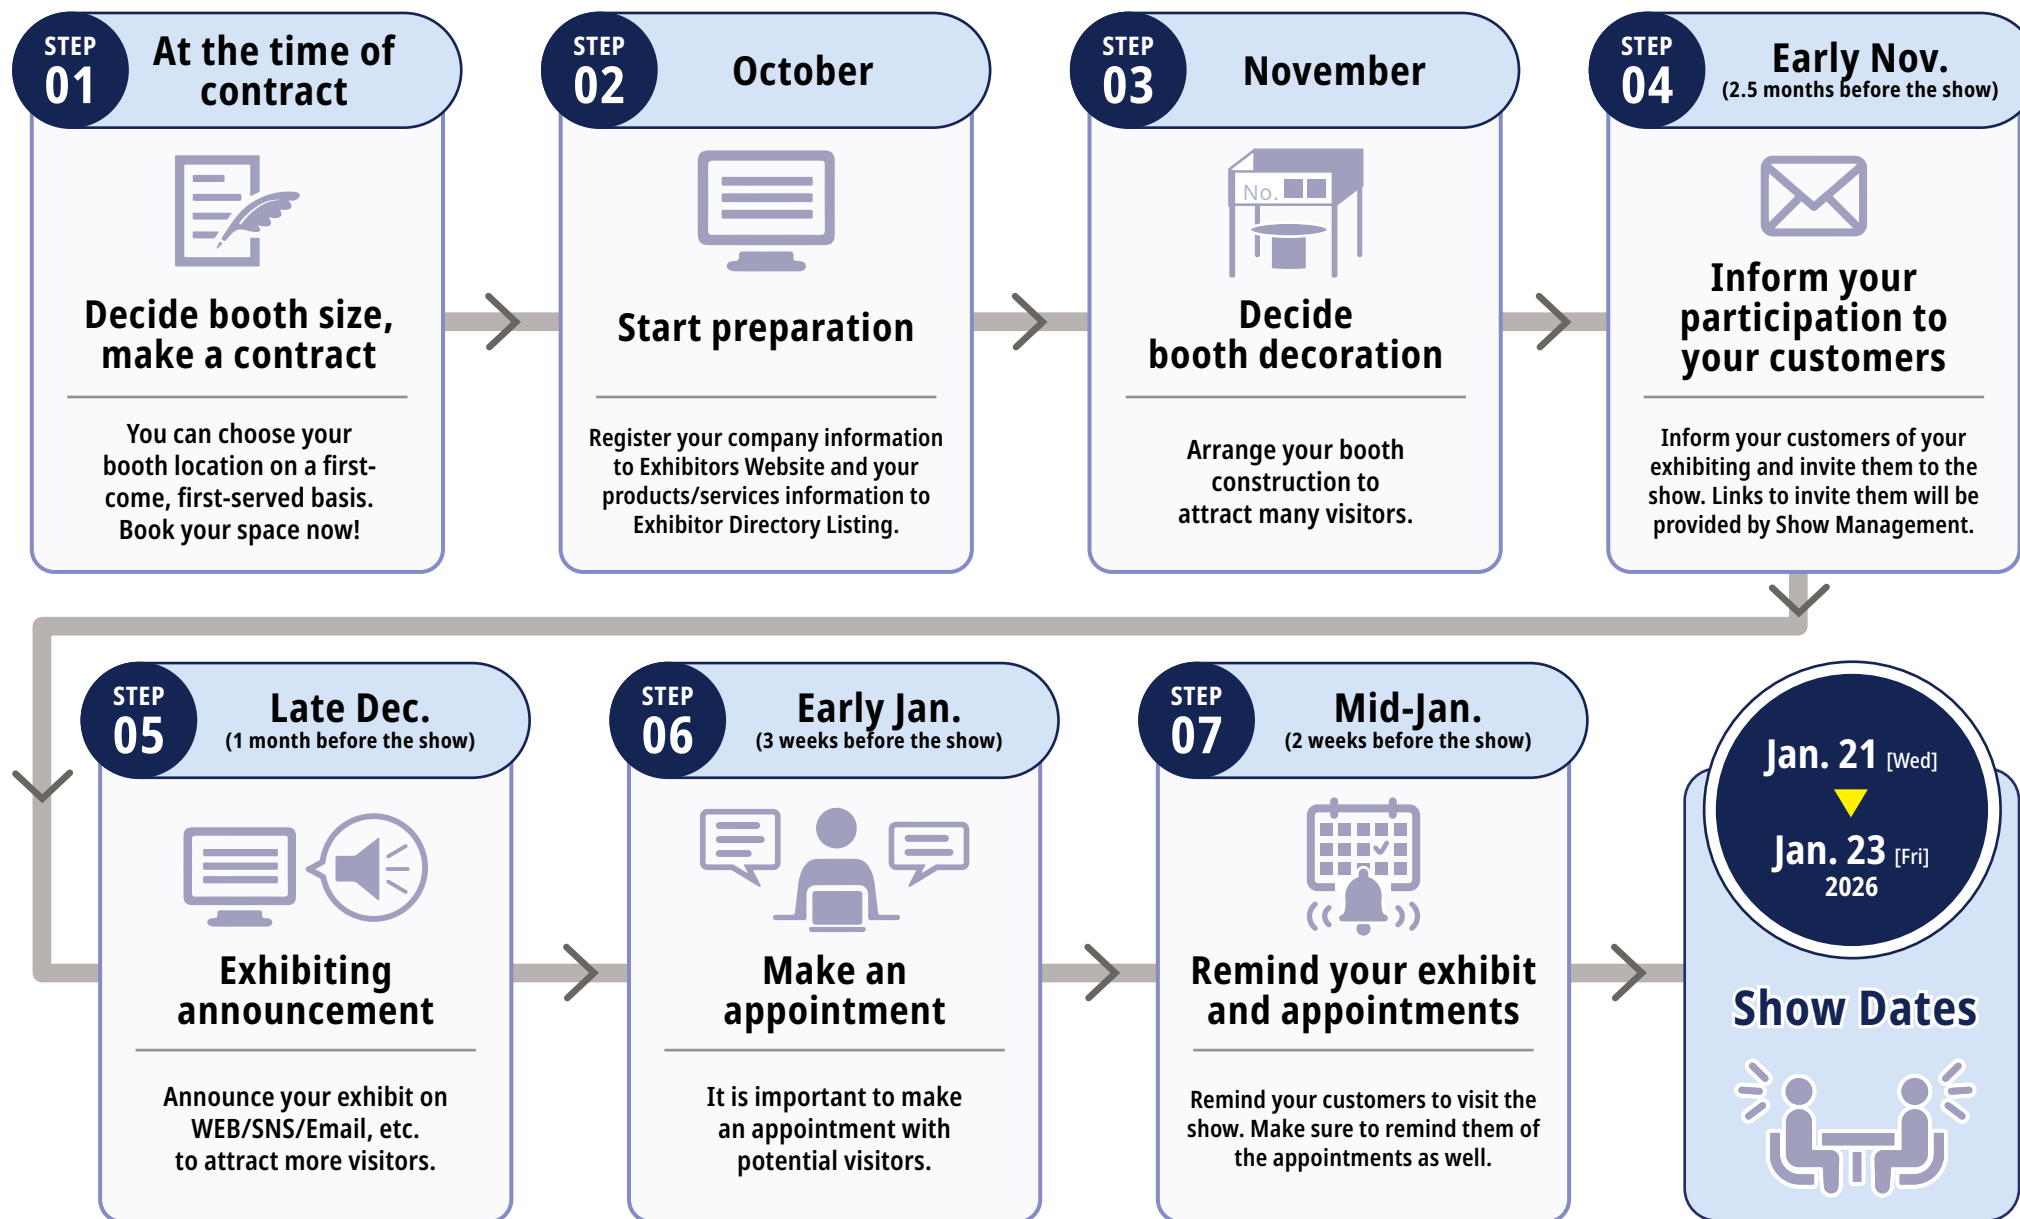 STEP
01
At the time of
contract
Decide booth size,
make a contract
You can choose your
booth location on a first-
come, first-served basis.
Book your space now!
STEP
02
October
Start preparation
Register your company information
to Exhibitors Website and your
products/services information to
Exhibitor Directory Listing.
STEP
03
November
No.
Decide
booth decoration
Arrange your booth
construction to
attract many visitors.
STEP
04
Early Nov.
(2.5 months before the show)
Inform your
participation to
your customers
Inform your customers of your
exhibiting and invite them to the
show. Links to invite them will be
provided by Show Management.
STEP
05
Late Dec.
(1 month before the show)
Exhibiting
announcement
Announce your exhibit on
WEB/SNS/Email, etc.
to attract more visitors.
STEP
06
Early Jan.
(3 weeks before the show)
Make an
appointment
It is important to make
an appointment with
potential visitors.
STEP
07
Mid-Jan.
(2 weeks before the show)
Remind your exhibit
and appointments
Remind your customers to visit the
show. Make sure to remind them of
the appointments as well.
Jan. 21 [Wed]
Jan. 23 [Fri]
2026
Show Dates